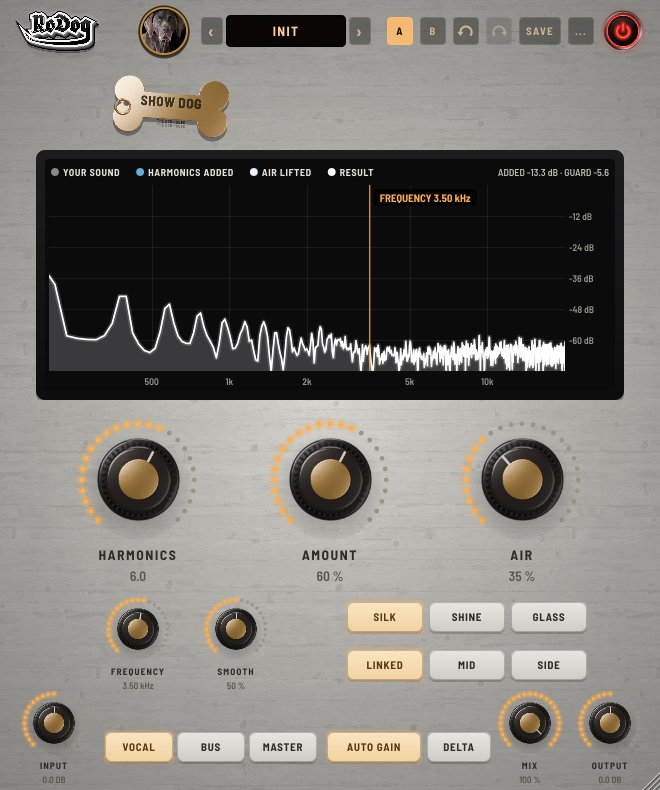 RoDog
INIT
A
B
SAVE
...
SHOW DOG
YOUR SOUND
HARMONICS ADDED
AIR LIFTED
RESULT
ADDED -13.3 dB · GUARD -5.6
FREQUENCY 3.50 kHz
-12 dB
-24 dB
-36 dB
-48 dB
-60 dB
500
1k
2k
5k
10k
HARMONICS
AMOUNT
AIR
6.0
60 %
35 %
SILK
SHINE
GLASS
FREQUENCY
3.50 kHz
SMOOTH
50 %
LINKED
MID
SIDE
INPUT
0.0 DB
VOCAL
BUS
MASTER
AUTO GAIN
DELTA
MIX
100 %
OUTPUT
0.0 DB